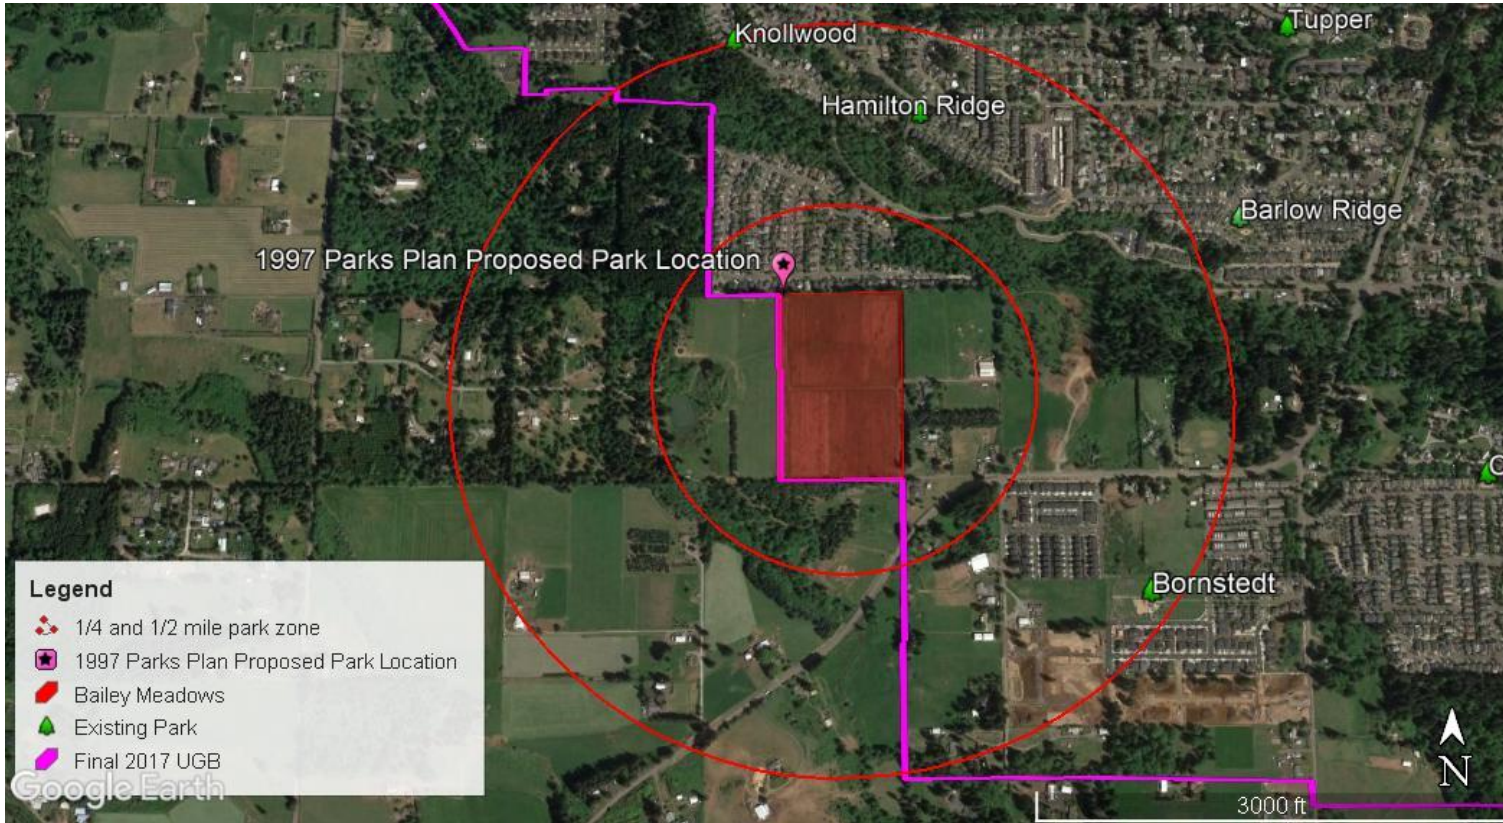 Tupper
Knollwood
Hamilton Ridge
Barlow Ridge
1997 Parks Plan Proposed Park Location
Bornstedt
Legend
1/4 and 1/2 mile park zone
1997 Parks Plan Proposed Park Location
Bailey Meadows
Existing Park
Final 2017 UGB
Google Earth
N
3000 ft